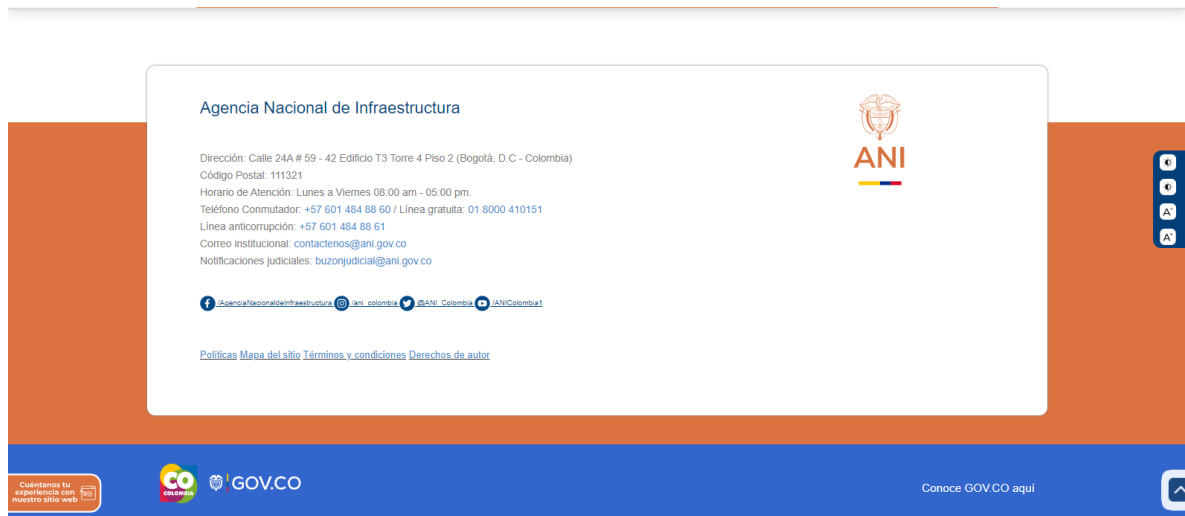 Agencia Nacional de Infraestructura
ANI
Dirección: Calle 24A # 59 - 42 Edificio T3 Torre 4 Piso 2 (Bogotá, D.C - Colombia)
Código Postal: 111321
Horario de Atención: Lunes a Viernes 08:00 am - 05:00 pm.
Teléfono Conmutador: +57 601 484 88 60 / Línea gratuita: 01 8000 410151
Línea anticorrupción: +57 601 484 88 61
Correo institucional: contactenos@ani.gov.co
Notificaciones judiciales: buzonjudicial@ani.gov.co
/AgenciaNacionaldeInfraestructura /ani_colombia @ANI_Colombia /ANIColombia1
Políticas Mapa del sitio Términos y condiciones Derechos de autor
A-
A+
Cuéntanos tu
experiencia con
nuestro sitio web
CO
COLOMBIA
GOV.CO
Conoce GOV.CO aquí